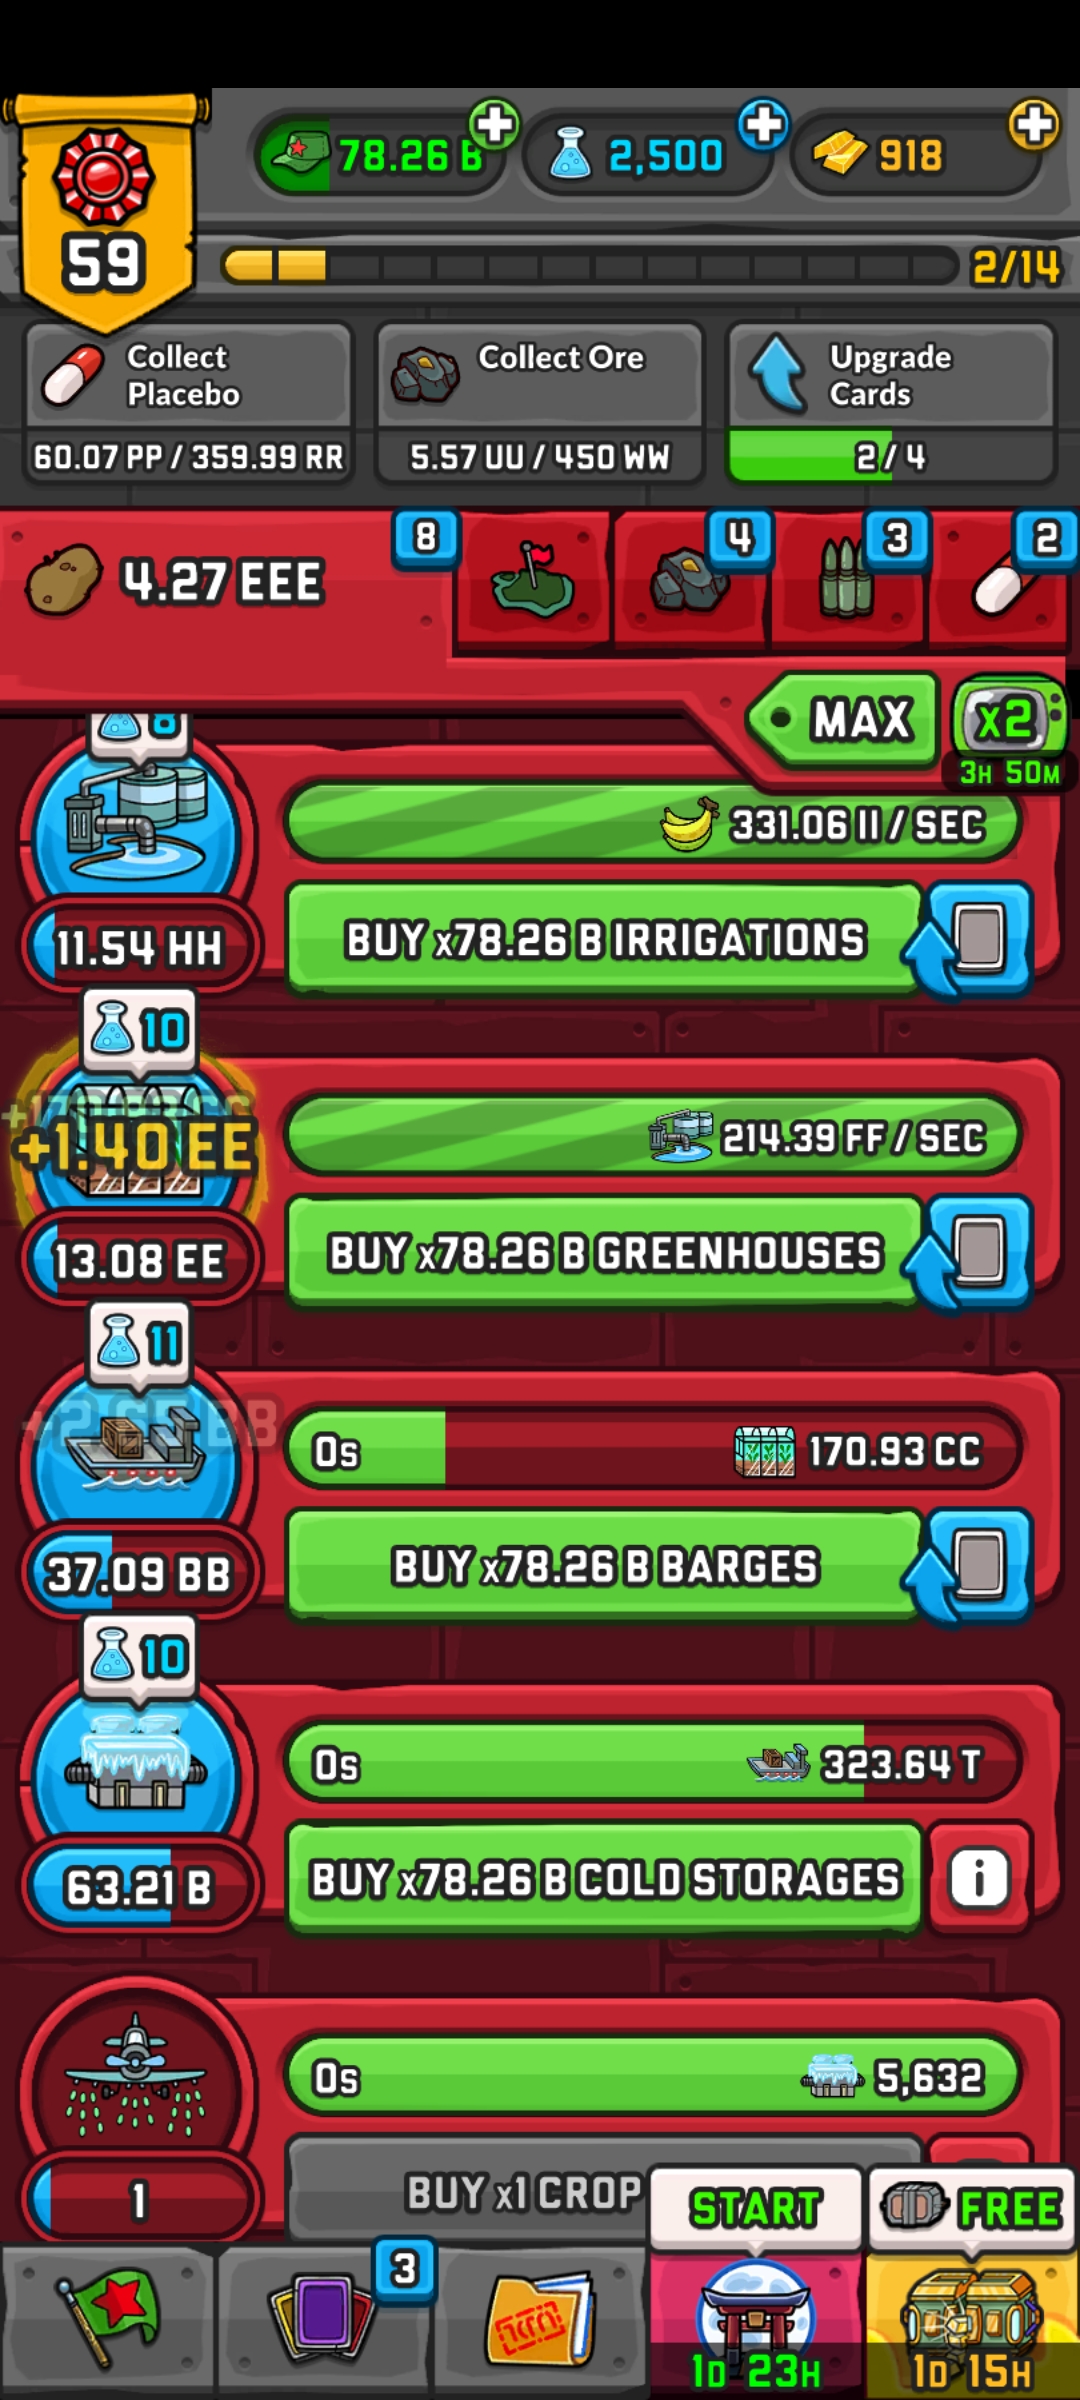 78.26 B
2,500
918
59
2/14
Collect
Placebo
60.07 PP / 359.99 RR
Collect Ore
5.57 UU / 450 WW
Upgrade
Cards
2/ 4
4.27 EEE
8
4
3
2
MAX
x2
3H 50M
8
331.06 II / SEC
11.54 HH
BUY x78.26 B IRRIGATIONS
10
+1.40 EE
214.39 FF / SEC
13.08 EE
BUY x78.26 B GREENHOUSES
11
+2.65 BB
0s
170.93 CC
37.09 BB
BUY x78.26 B BARGES
10
0s
323.64 T
63.21 B
BUY x78.26 B COLD STORAGES
i
0s
5,632
1
BUY x1 CROP
START
FREE
3
1D 23H
1D 15H